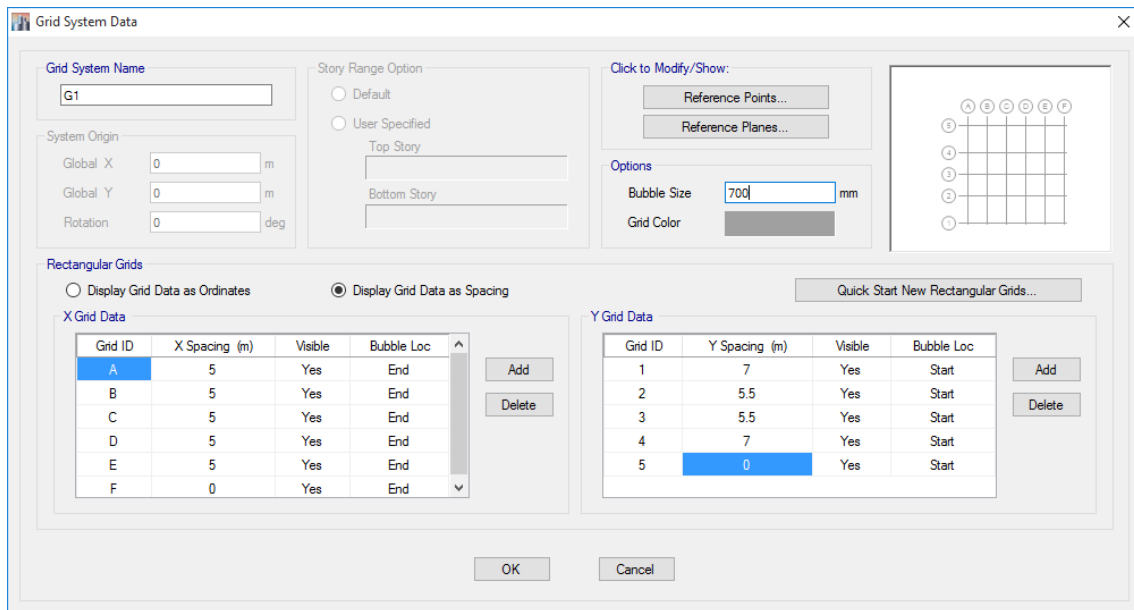 Grid System Data
Grid System Name
G1
System Origin
Global X 0 m
Global Y 0 m
Rotation 0 deg
Story Range Option
Default
User Specified
Top Story
Bottom Story
Click to Modify/Show:
Reference Points...
Reference Planes...
Options
Bubble Size 700 mm
Grid Color
A B C D E F
5
4
3
2
1
Rectangular Grids
Display Grid Data as Ordinates Display Grid Data as Spacing Quick Start New Rectangular Grids...
X Grid Data
Grid ID X Spacing (m) Visible Bubble Loc
A 5 Yes End
B 5 Yes End
C 5 Yes End
D 5 Yes End
E 5 Yes End
F 0 Yes End
Add
Delete
Y Grid Data
Grid ID Y Spacing (m) Visible Bubble Loc
1 7 Yes Start
2 5.5 Yes Start
3 5.5 Yes Start
4 7 Yes Start
5 0 Yes Start
Add
Delete
OK Cancel